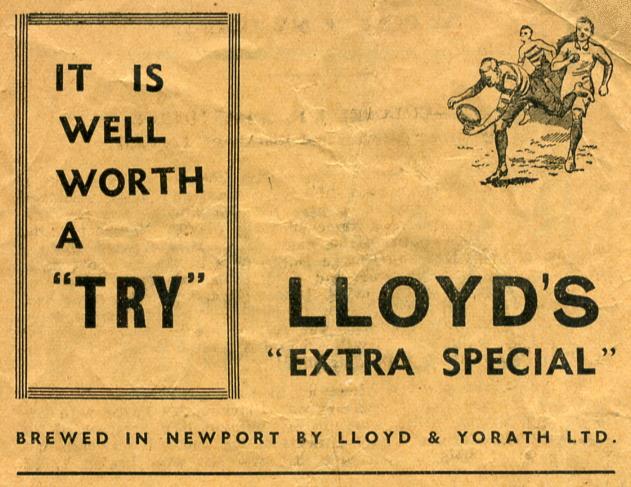 IT IS
WELL
WORTH
A
"TRY"
LLOYD'S
"EXTRA SPECIAL"
BREWED IN NEWPORT BY LLOYD & YORATH LTD.